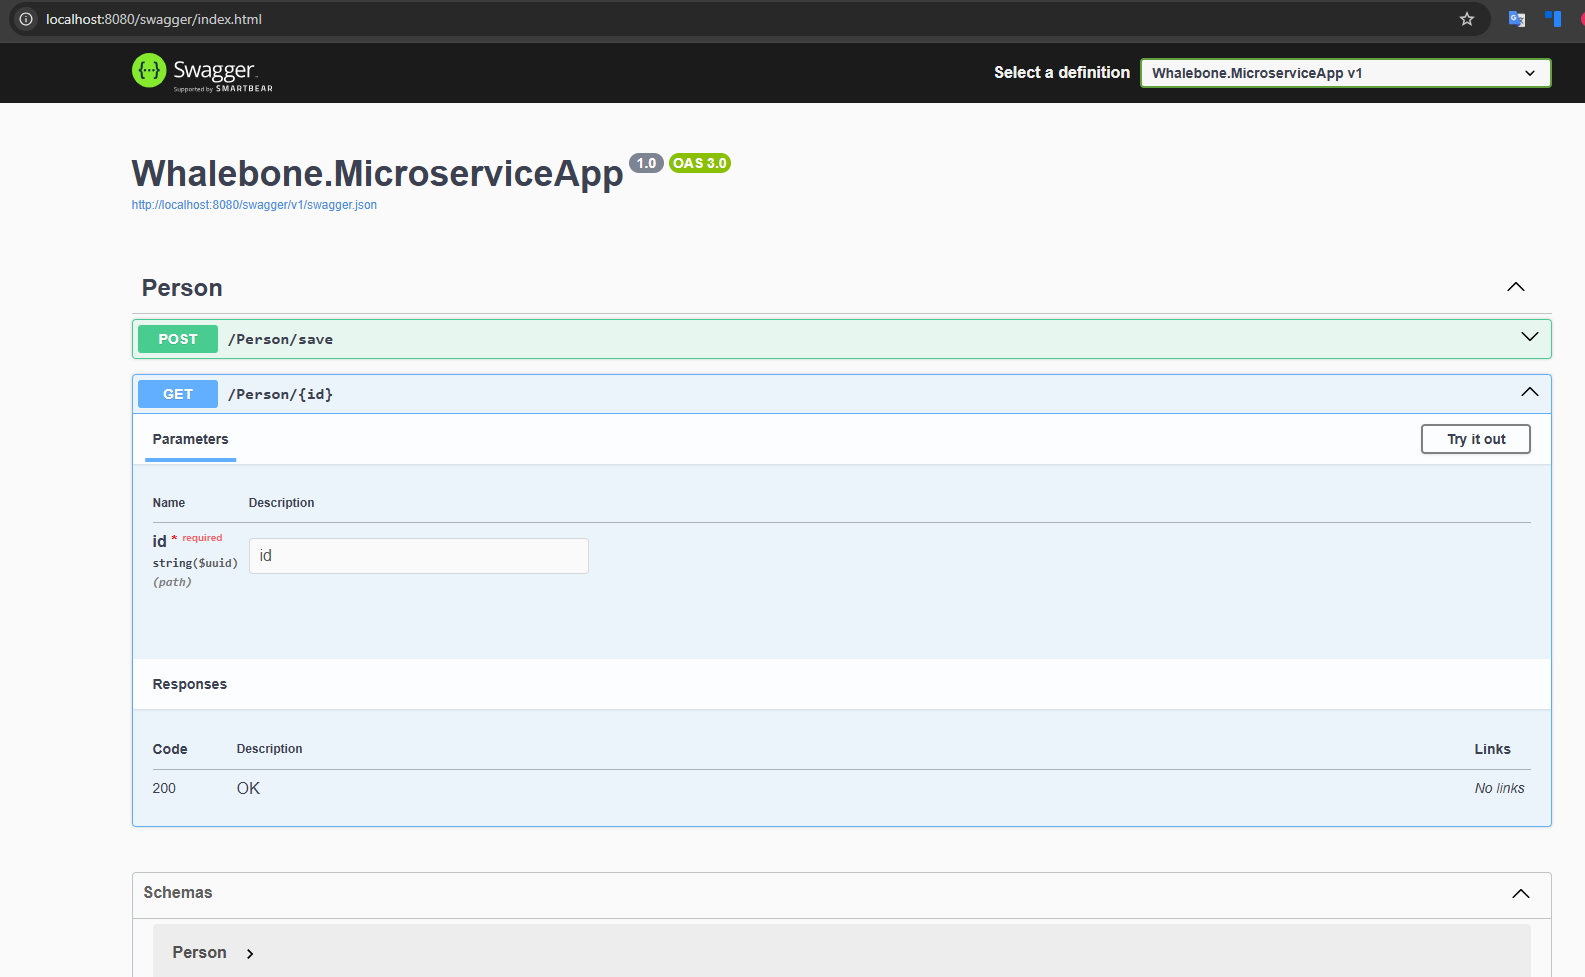 localhost:8080/swagger/index.html
{···} Swagger
Supported by SMARTBEAR
Select a definition
Whalebone.MicroserviceApp v1
Whalebone.MicroserviceApp 1.0 OAS 3.0
http://localhost:8080/swagger/v1/swagger.json
Person
POST /Person/save
GET /Person/{id}
Parameters
Try it out
Name Description
id * required
id
string($uuid)
(path)
Responses
Code Description Links
200 OK No links
Schemas
Person